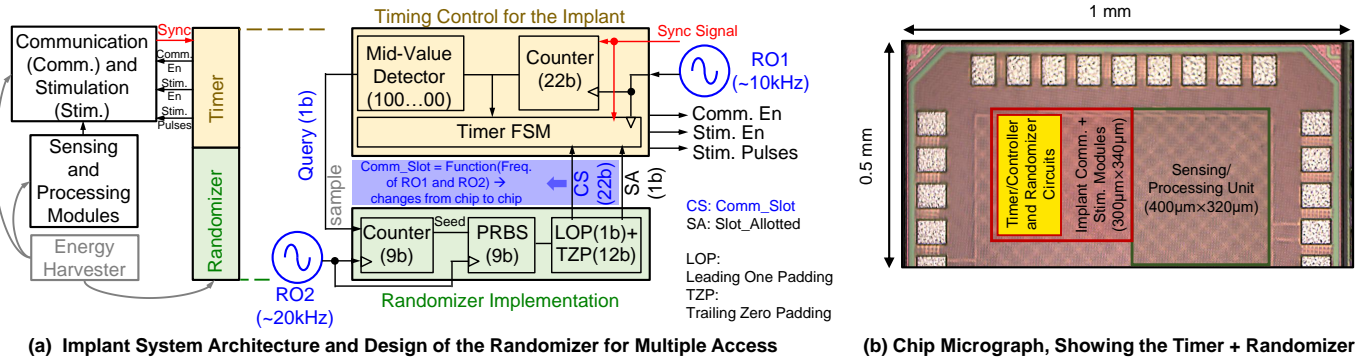 Communication
(Comm.) and
Stimulation
(Stim.)
Sync
Comm.
En
Stim.
En
Stim.
Pulses
Sensing
and
Processing
Modules
Energy
Harvester
Timer
Randomizer
Timing Control for the Implant
Mid-Value
Detector
(100...00)
Counter
(22b)
Sync Signal
RO1
(~10kHz)
Timer FSM
Comm. En
Stim. En
Stim. Pulses
Query (1b)
sample
Comm_Slot = Function(Freq.
of RO1 and RO2) →
changes from chip to chip
CS
(22b)
SA
(1b)
CS: Comm_Slot
SA: Slot_Allotted
LOP:
Leading One Padding
TZP:
Trailing Zero Padding
Counter
(9b)
Seed
PRBS
(9b)
LOP(1b)+
TZP(12b)
RO2
(~20kHz)
Randomizer Implementation
(a) Implant System Architecture and Design of the Randomizer for Multiple Access
1 mm
0.5 mm
Timer/Controller
and Randomizer
Circuits
Implant Comm. +
Stim. Modules
(300μm×340μm)
Sensing/
Processing Unit
(400μm×320μm)
(b) Chip Micrograph, Showing the Timer + Randomizer